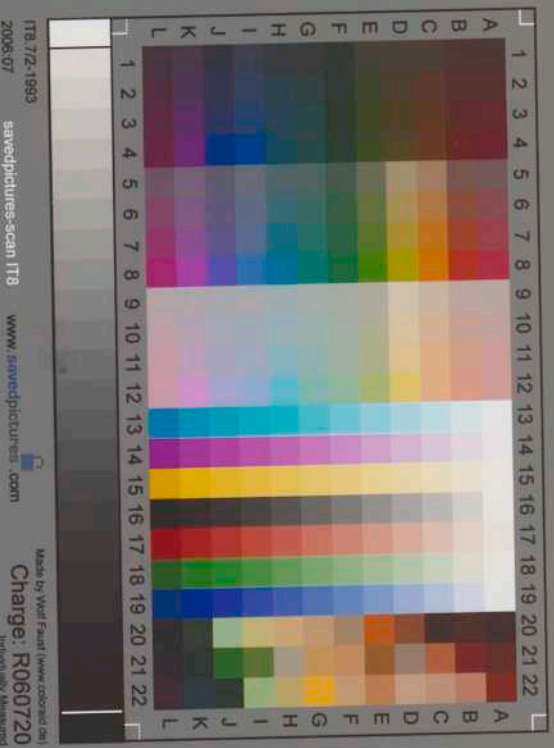 1 2 3 4 5 6 7 8 9 10 11 12 13 14 15 16 17 18 19 20 21 22
A A
B B
C C
D D
E E
F F
G G
H H
I I
J J
K K
L L
1 2 3 4 5 6 7 8 9 10 11 12 13 14 15 16 17 18 19 20 21 22
IT8.7/2-1993
2006:07
savedpictures-scan IT8
www.savedpictures.com
Made by Wolf Faust (www.coloraid.de)
Charge: R060720
Individually Measured